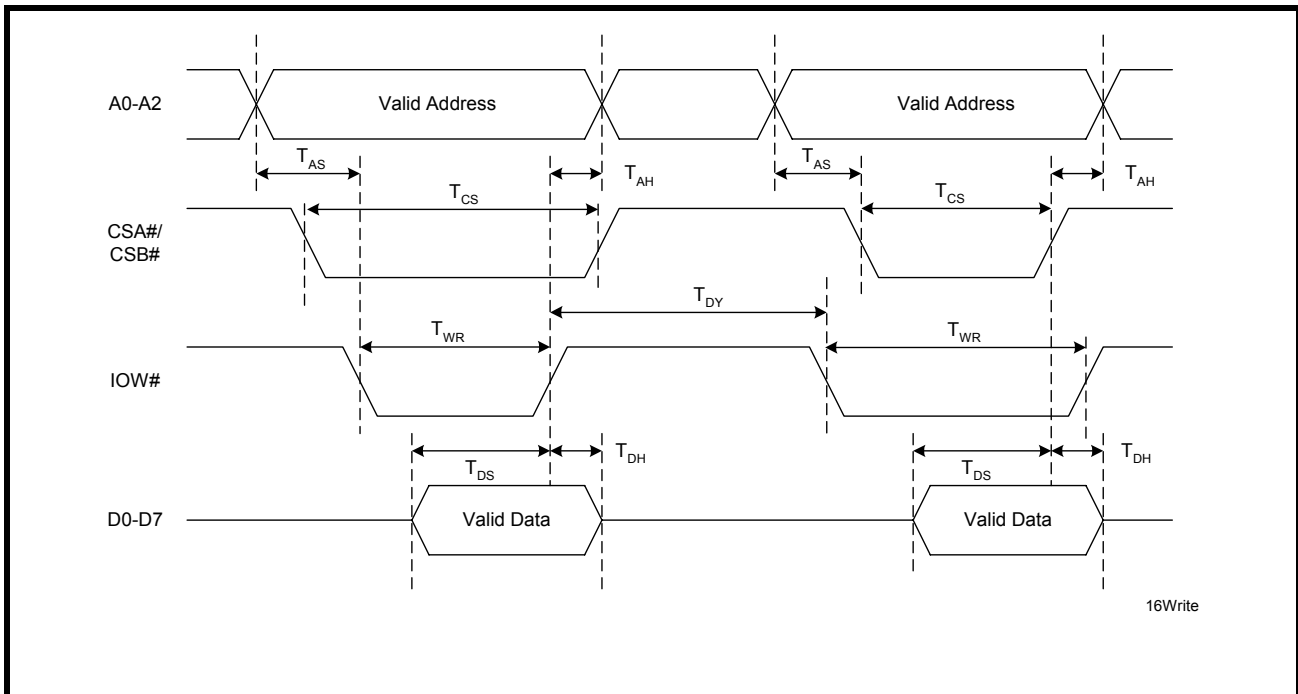 A0-A2
Valid Address
Valid Address
TAS
TAH
TAS
TAH
TCS
TCS
CSA#/
CSB#
TDY
TWR
TWR
IOW#
TDH
TDH
TDS
TDS
D0-D7
Valid Data
Valid Data
16Write